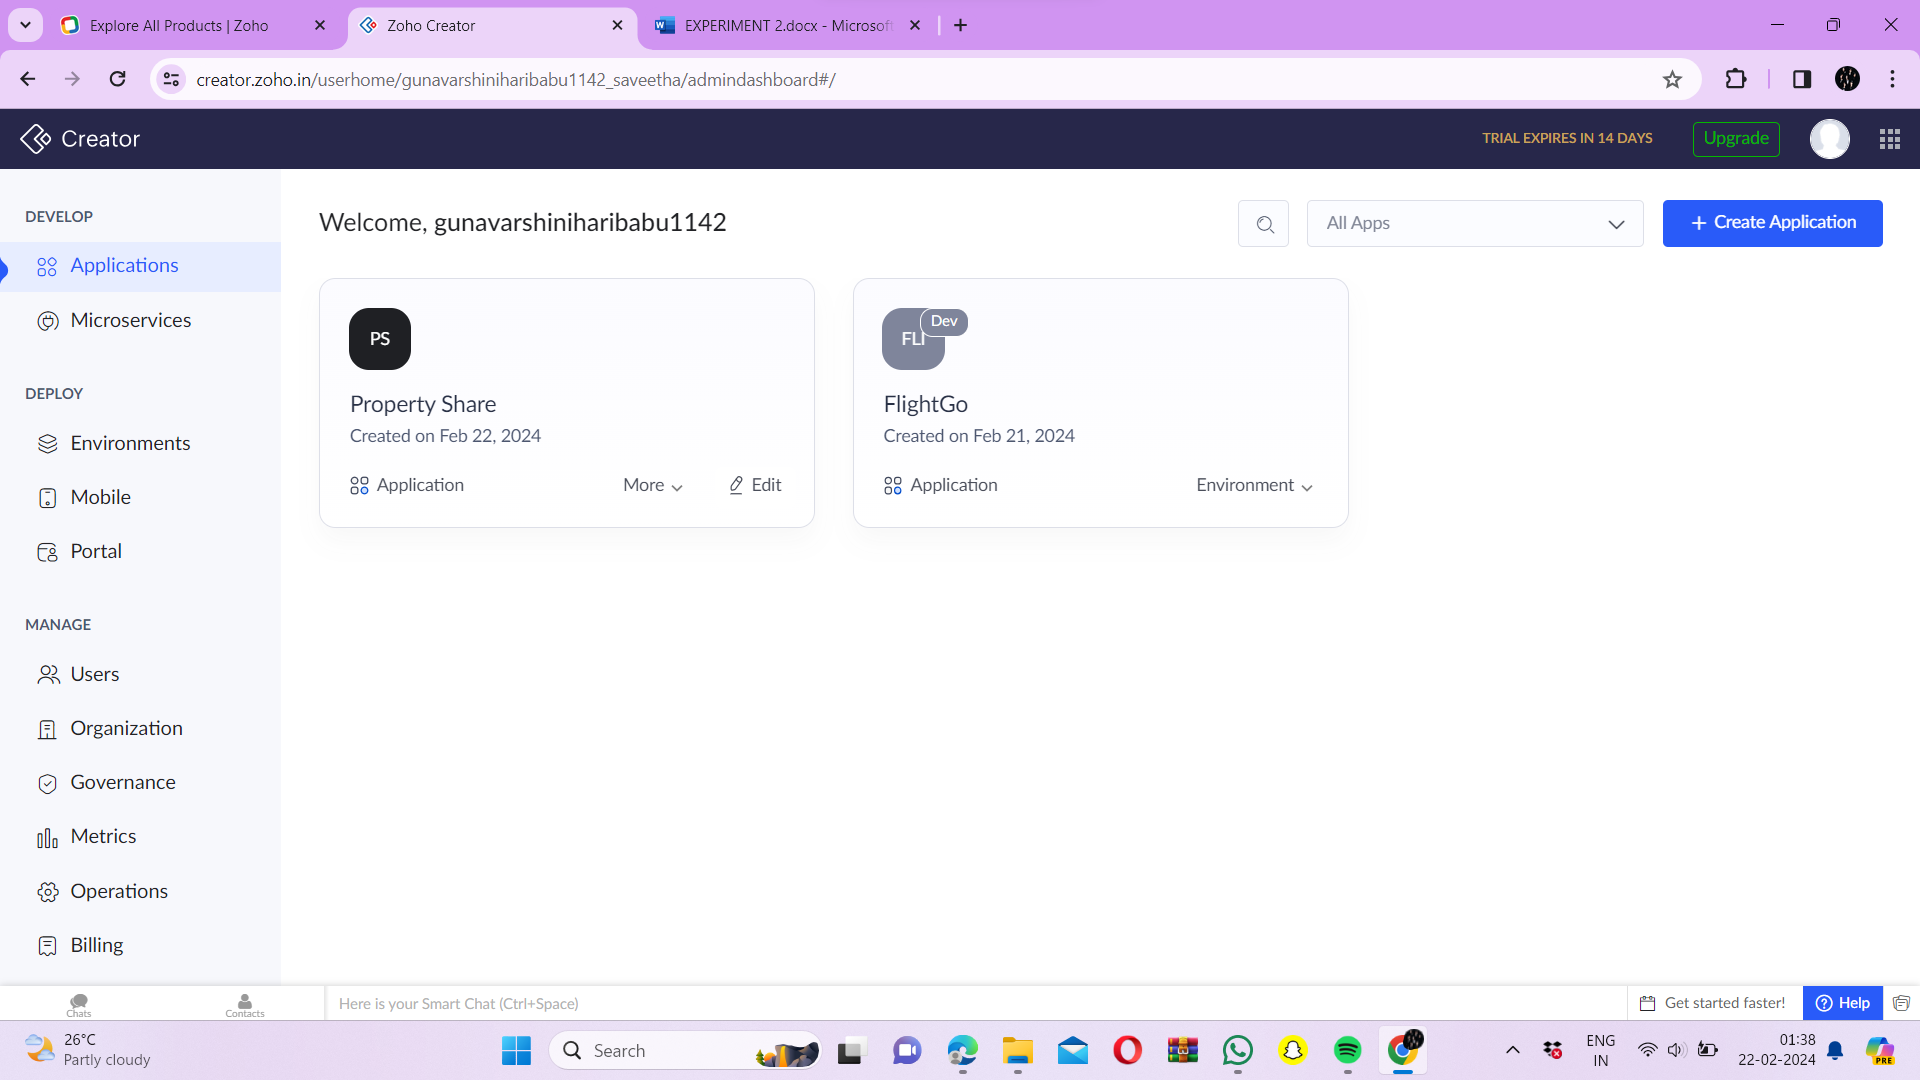 Explore All Products | Zoho
Zoho Creator
EXPERIMENT 2.docx - Microsoft
creator.zoho.in/userhome/gunavarshiniharibabu1142_saveetha/admindashboard#/
Creator
TRIAL EXPIRES IN 14 DAYS
Upgrade
DEVELOP
Applications
Microservices
DEPLOY
Environments
Mobile
Portal
MANAGE
Users
Organization
Governance
Metrics
Operations
Billing
Welcome, gunavarshiniharibabu1142
All Apps
+ Create Application
PS
Property Share
Created on Feb 22, 2024
Application
More
Edit
FLI
Dev
FlightGo
Created on Feb 21, 2024
Application
Environment
Chats
Contacts
Here is your Smart Chat (Ctrl+Space)
Get started faster!
Help
26°C
Partly cloudy
Search
ENG
IN
01:38
22-02-2024
PRE